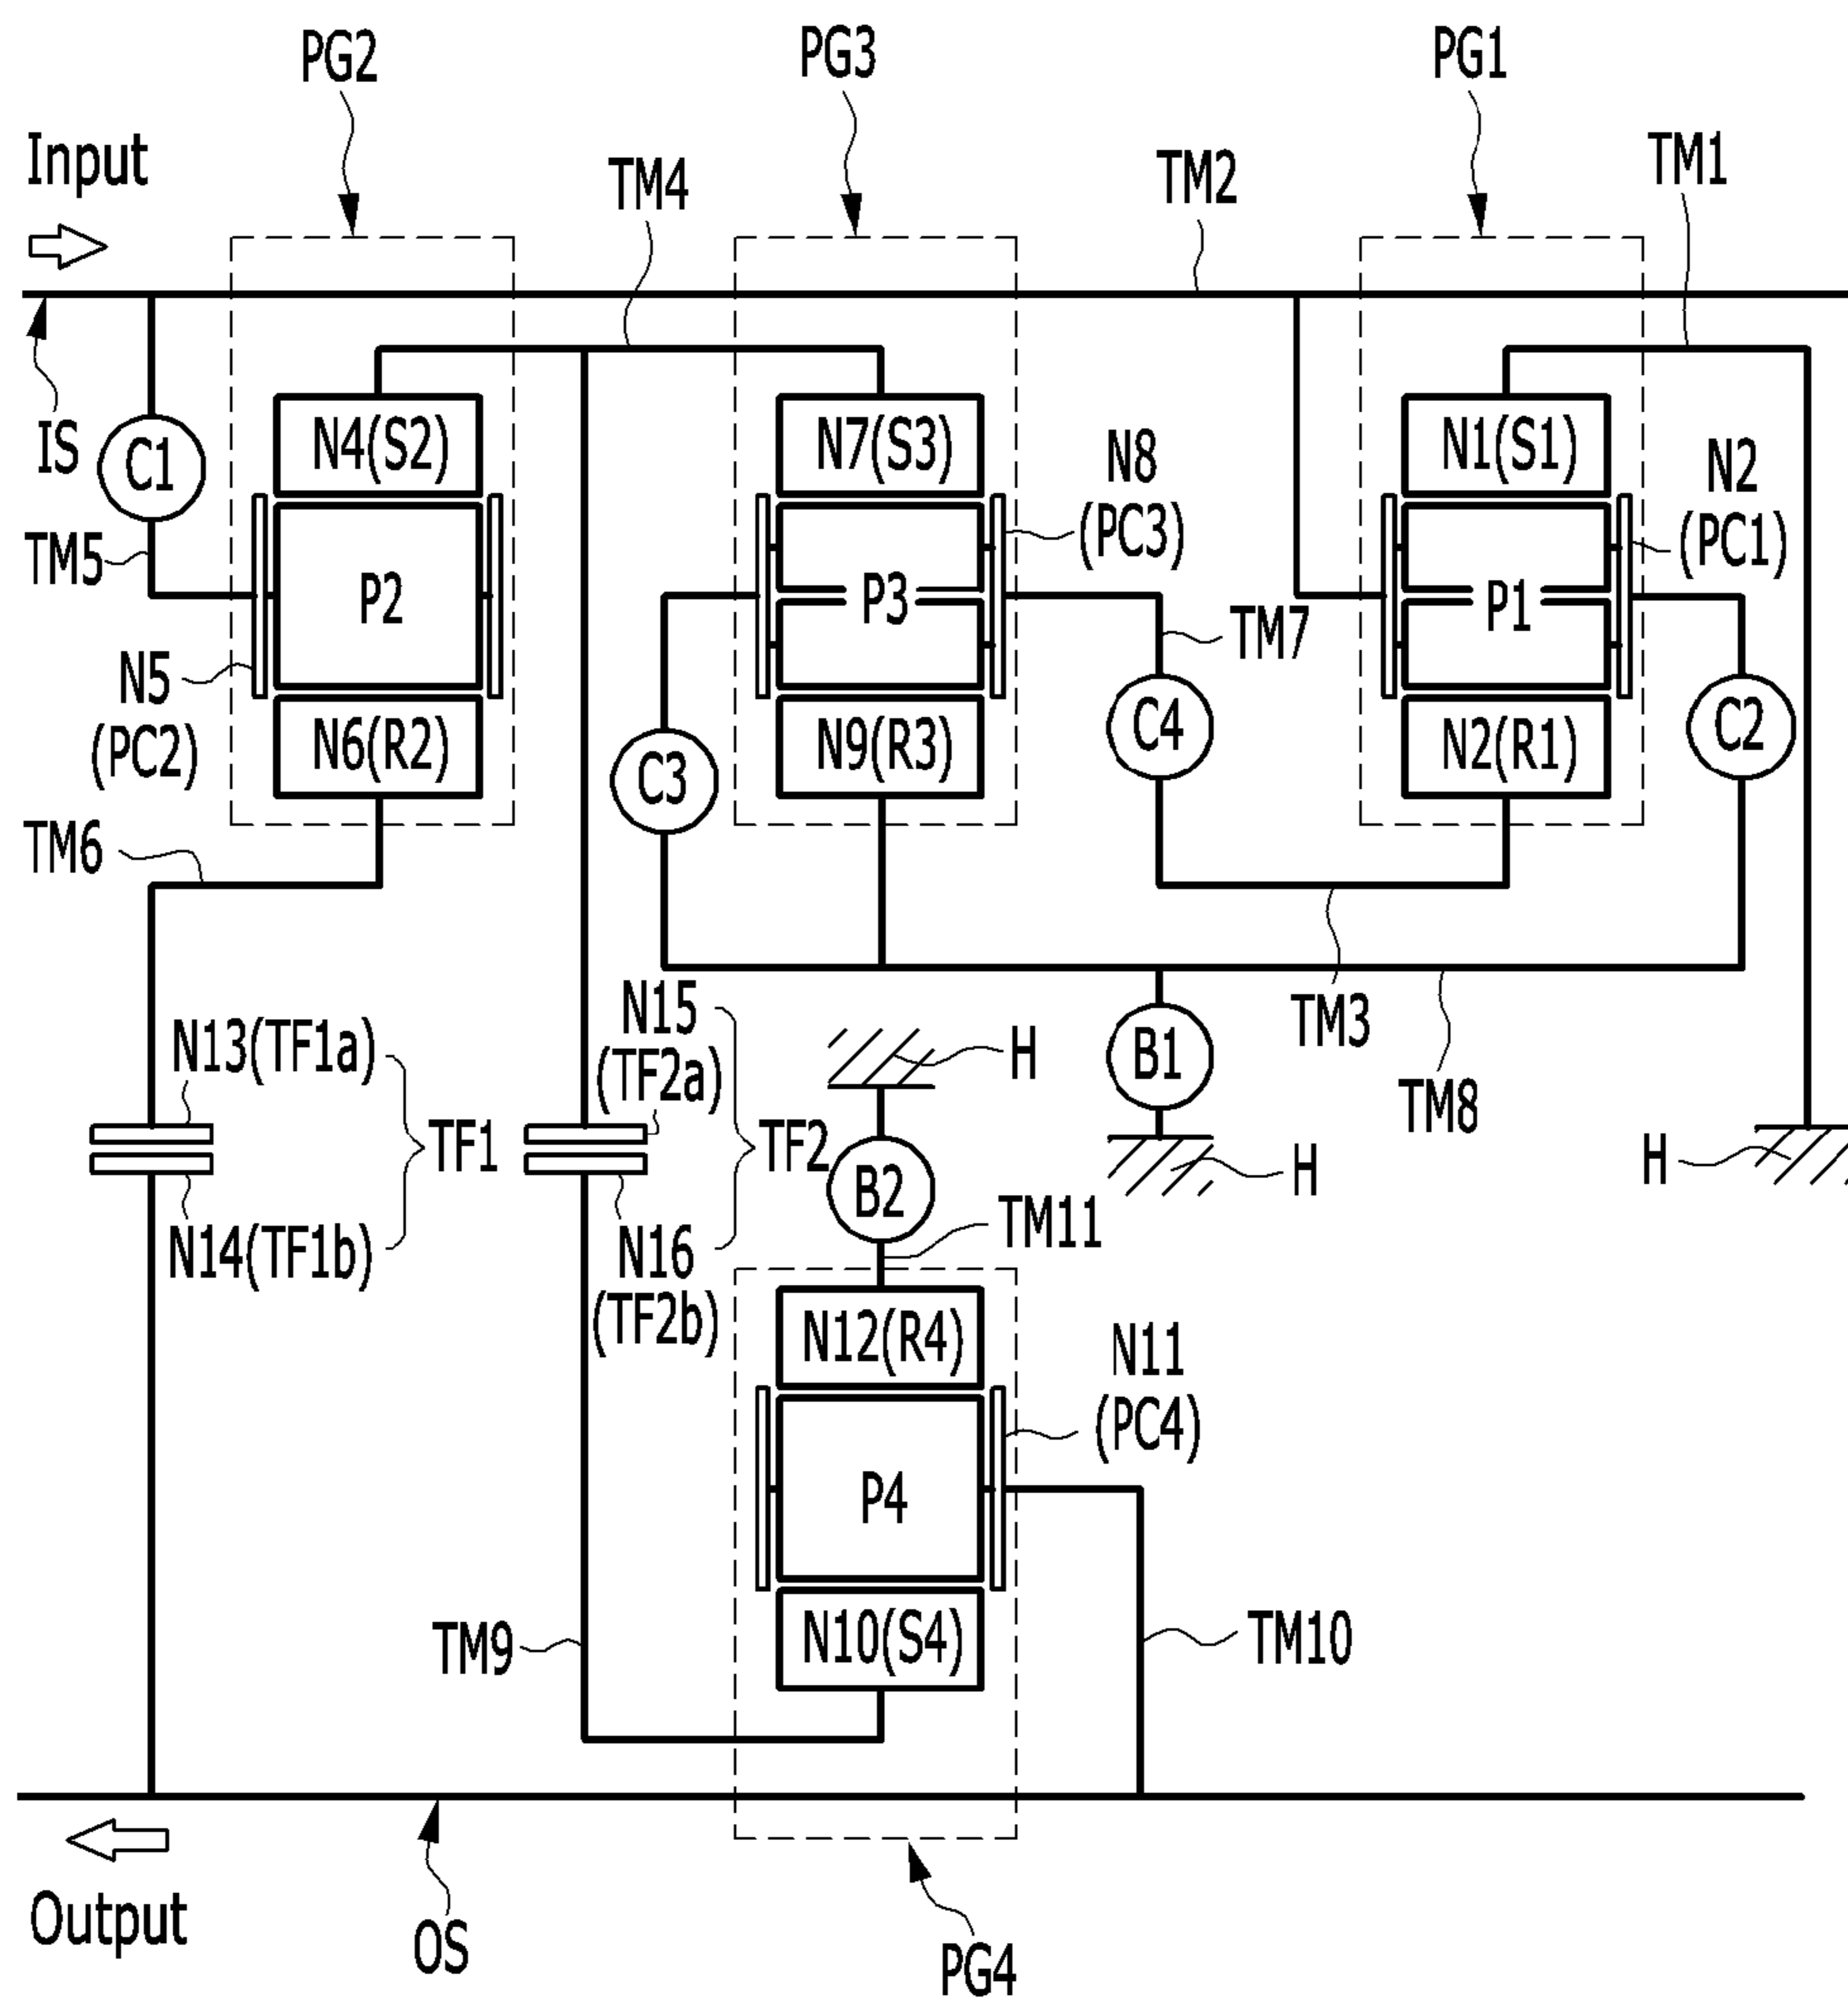 PG2
PG3
PG1
Input
TM4
TM2
TM1
IS
C1
N4(S2)
N7(S3)
N8
(PC3)
N1(S1)
N2
(PC1)
TM5
P2
P3
P1
TM7
N5
(PC2)
N6(R2)
C3
N9(R3)
C4
N2(R1)
C2
TM6
N13(TF1a)
N15
(TF2a)
H
B1
TM3
TM8
TF1
TF2
B2
H
H
N14(TF1b)
N16
(TF2b)
TM11
N12(R4)
N11
(PC4)
P4
TM9
N10(S4)
TM10
Output
OS
PG4